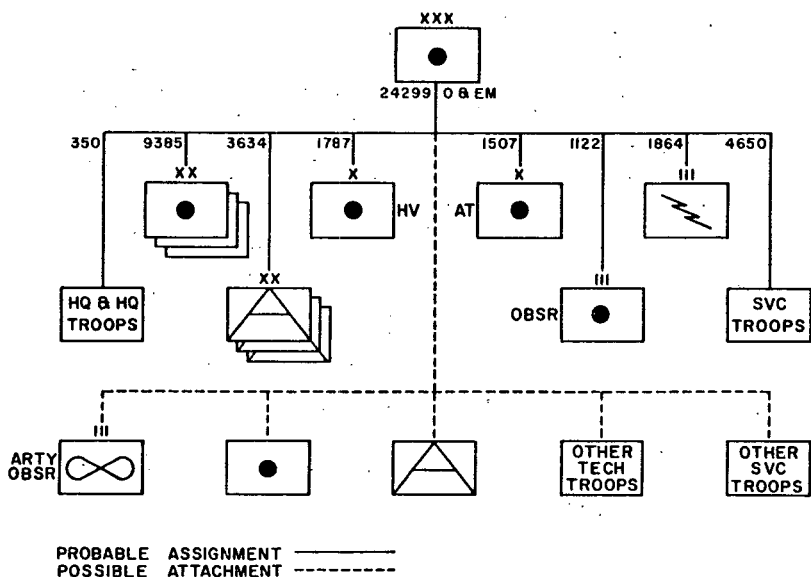 XXX
24299 O & EM
350 9385 3634 1787 1507 1122 1864 4650
XX X X III
HV AT
XX III
HQ & HQ
TROOPS
OBSR
SVC
TROOPS
III
ARTY
OBSR
OTHER
TECH
TROOPS
OTHER
SVC
TROOPS
PROBABLE ASSIGNMENT
POSSIBLE ATTACHMENT